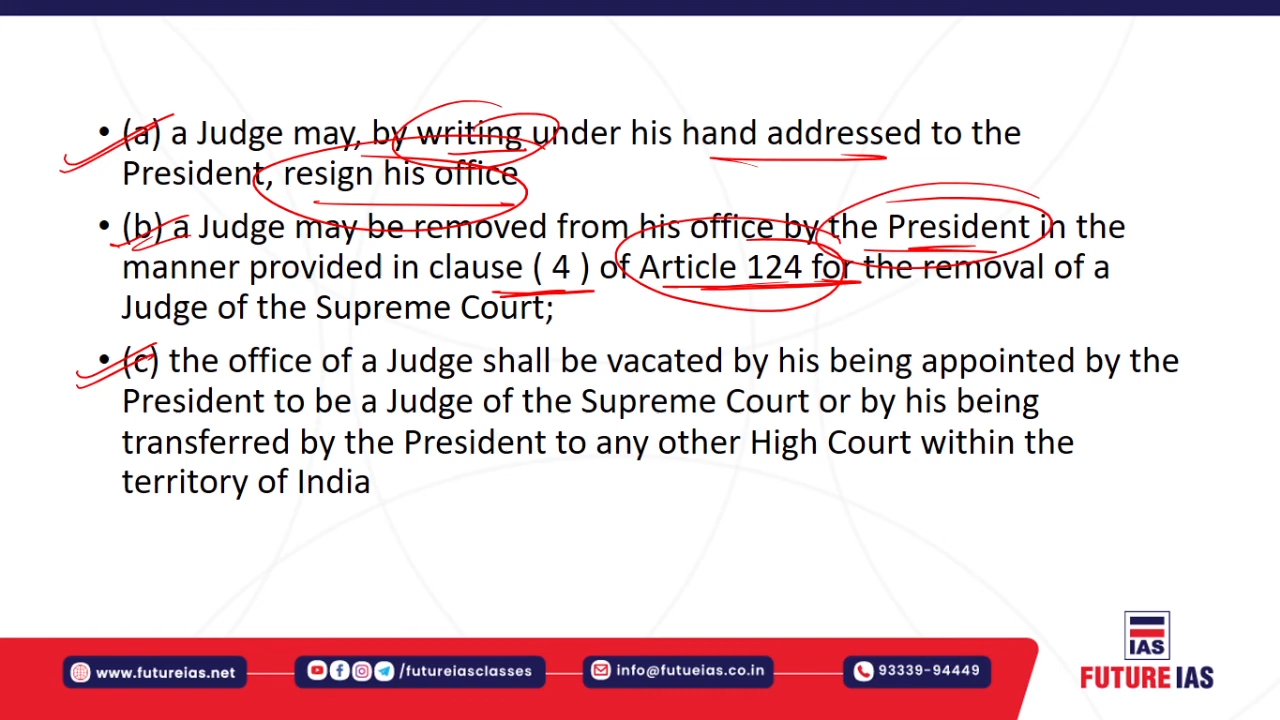 • (a) a Judge may, by writing under his hand addressed to the
President, resign his office
• (b) a Judge may be removed from his office by the President in the
manner provided in clause ( 4 ) of Article 124 for the removal of a
Judge of the Supreme Court;
• (c) the office of a Judge shall be vacated by his being appointed by the
President to be a Judge of the Supreme Court or by his being
transferred by the President to any other High Court within the
territory of India
IAS
www.futureias.net
/futureiasclasses
info@futueias.co.in
93339-94449
FUTURE IAS